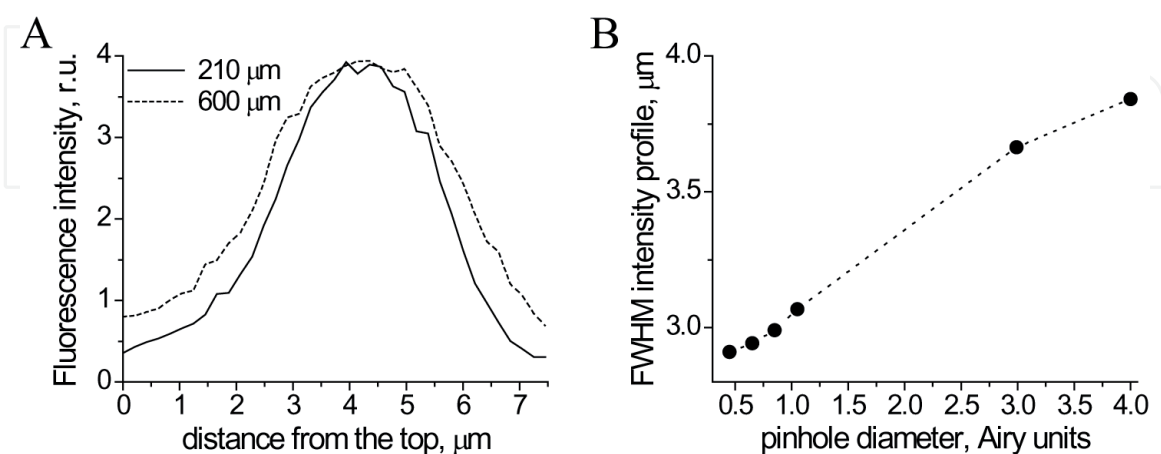 A
Fluorescence intensity, r.u.
4
3
2
1
0
210 μm
600 μm
0 1 2 3 4 5 6 7
distance from the top, μm
B
FWHM intensity profile, μm
4.0
3.5
3.0
0.5 1.0 1.5 2.0 2.5 3.0 3.5 4.0
pinhole diameter, Airy units